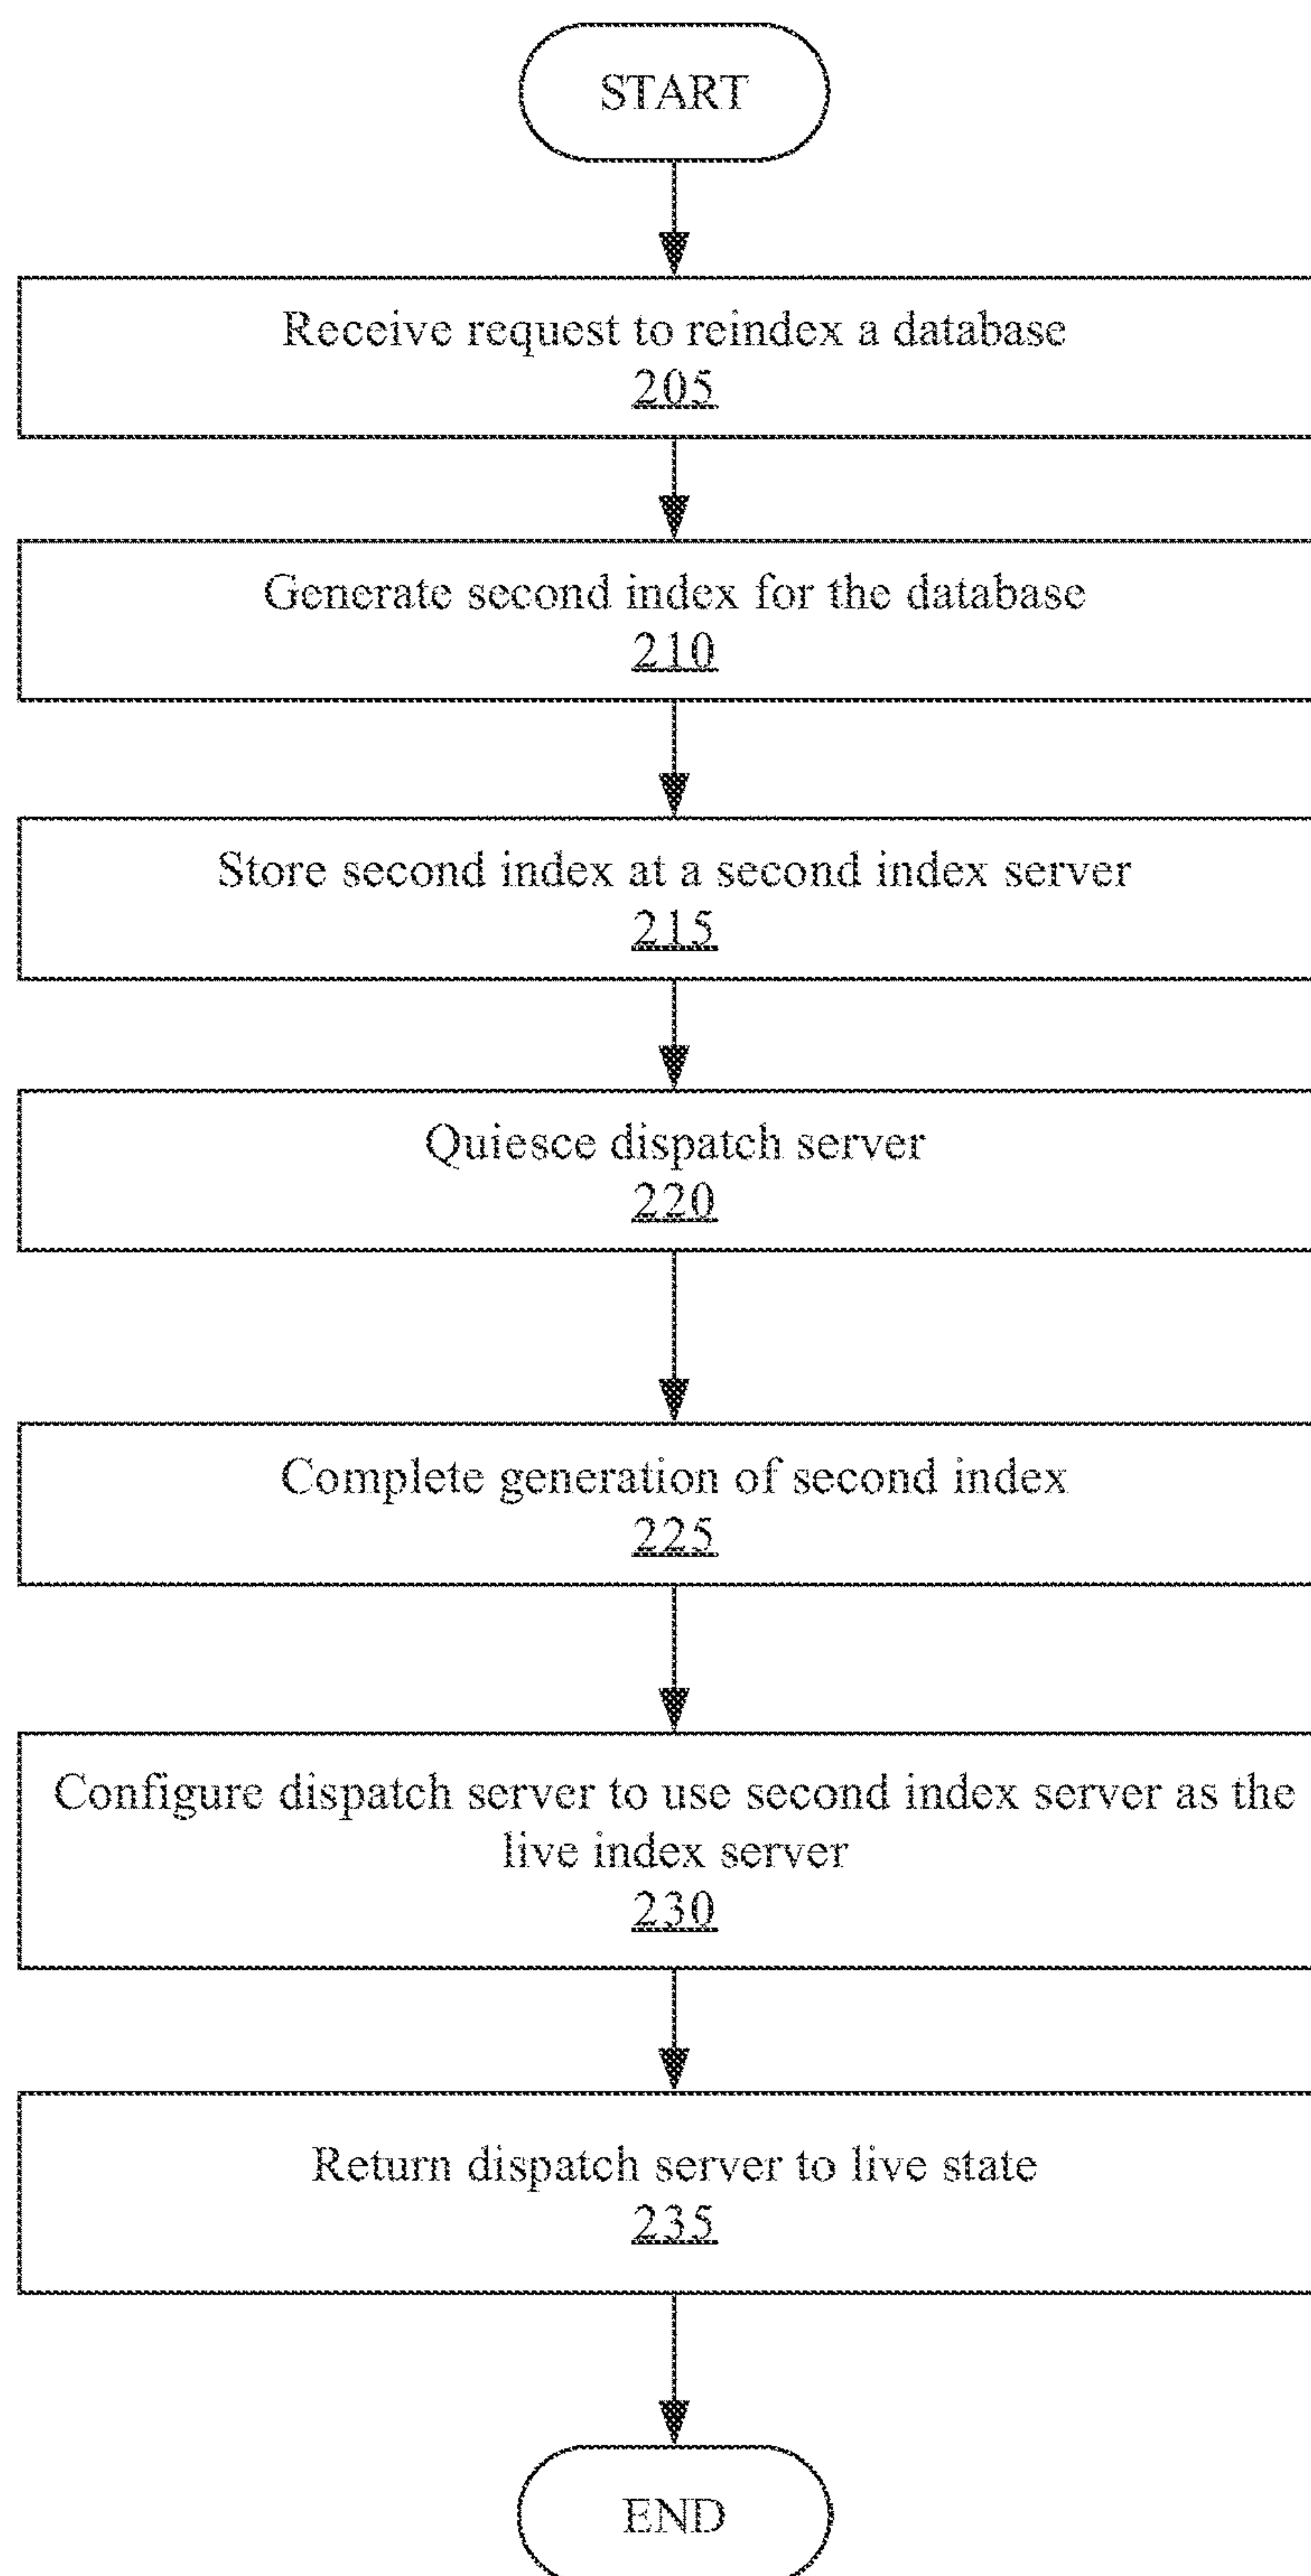 START
Receive request to reindex a database
205
Generate second index for the database
210
Store second index at a second index server
215
Quiesce dispatch server
220
Complete generation of second index
225
Configure dispatch server to use second index server as the
live index server
230
Return dispatch server to live state
235
END